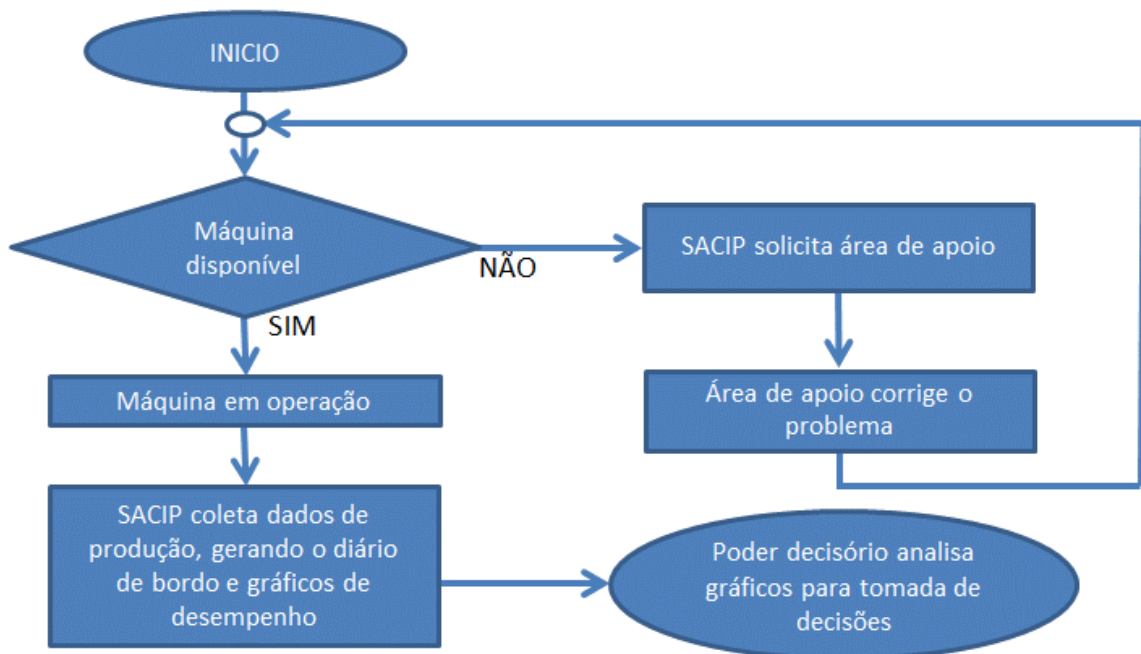 INICIO
Máquina
disponível
NÃO
SIM
SACIP solicita área de apoio
Máquina em operação
Área de apoio corrige o
problema
SACIP coleta dados de
produção, gerando o diário
de bordo e gráficos de
desempenho
Poder decisório analisa
gráficos para tomada de
decisões